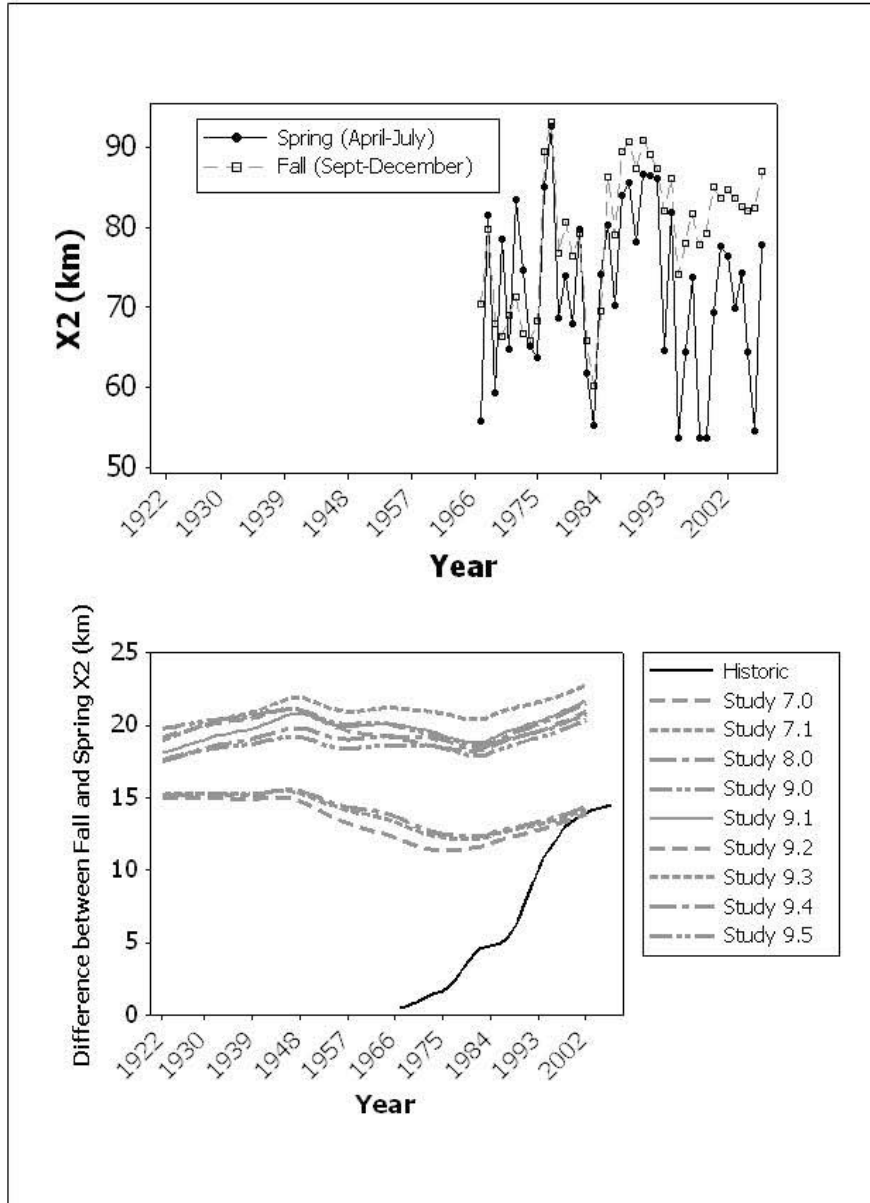 Spring (April-July)
Fall (Sept-December)
X2 (km)
90
80
70
60
50
1922
1930
1939
1948
1957
1966
1975
1984
1993
2002
Year
Difference between Fall and Spring X2 (km)
25
20
15
10
5
0
1922
1930
1939
1948
1957
1966
1975
1984
1993
2002
Year
Historic
Study 7.0
Study 7.1
Study 8.0
Study 9.0
Study 9.1
Study 9.2
Study 9.3
Study 9.4
Study 9.5